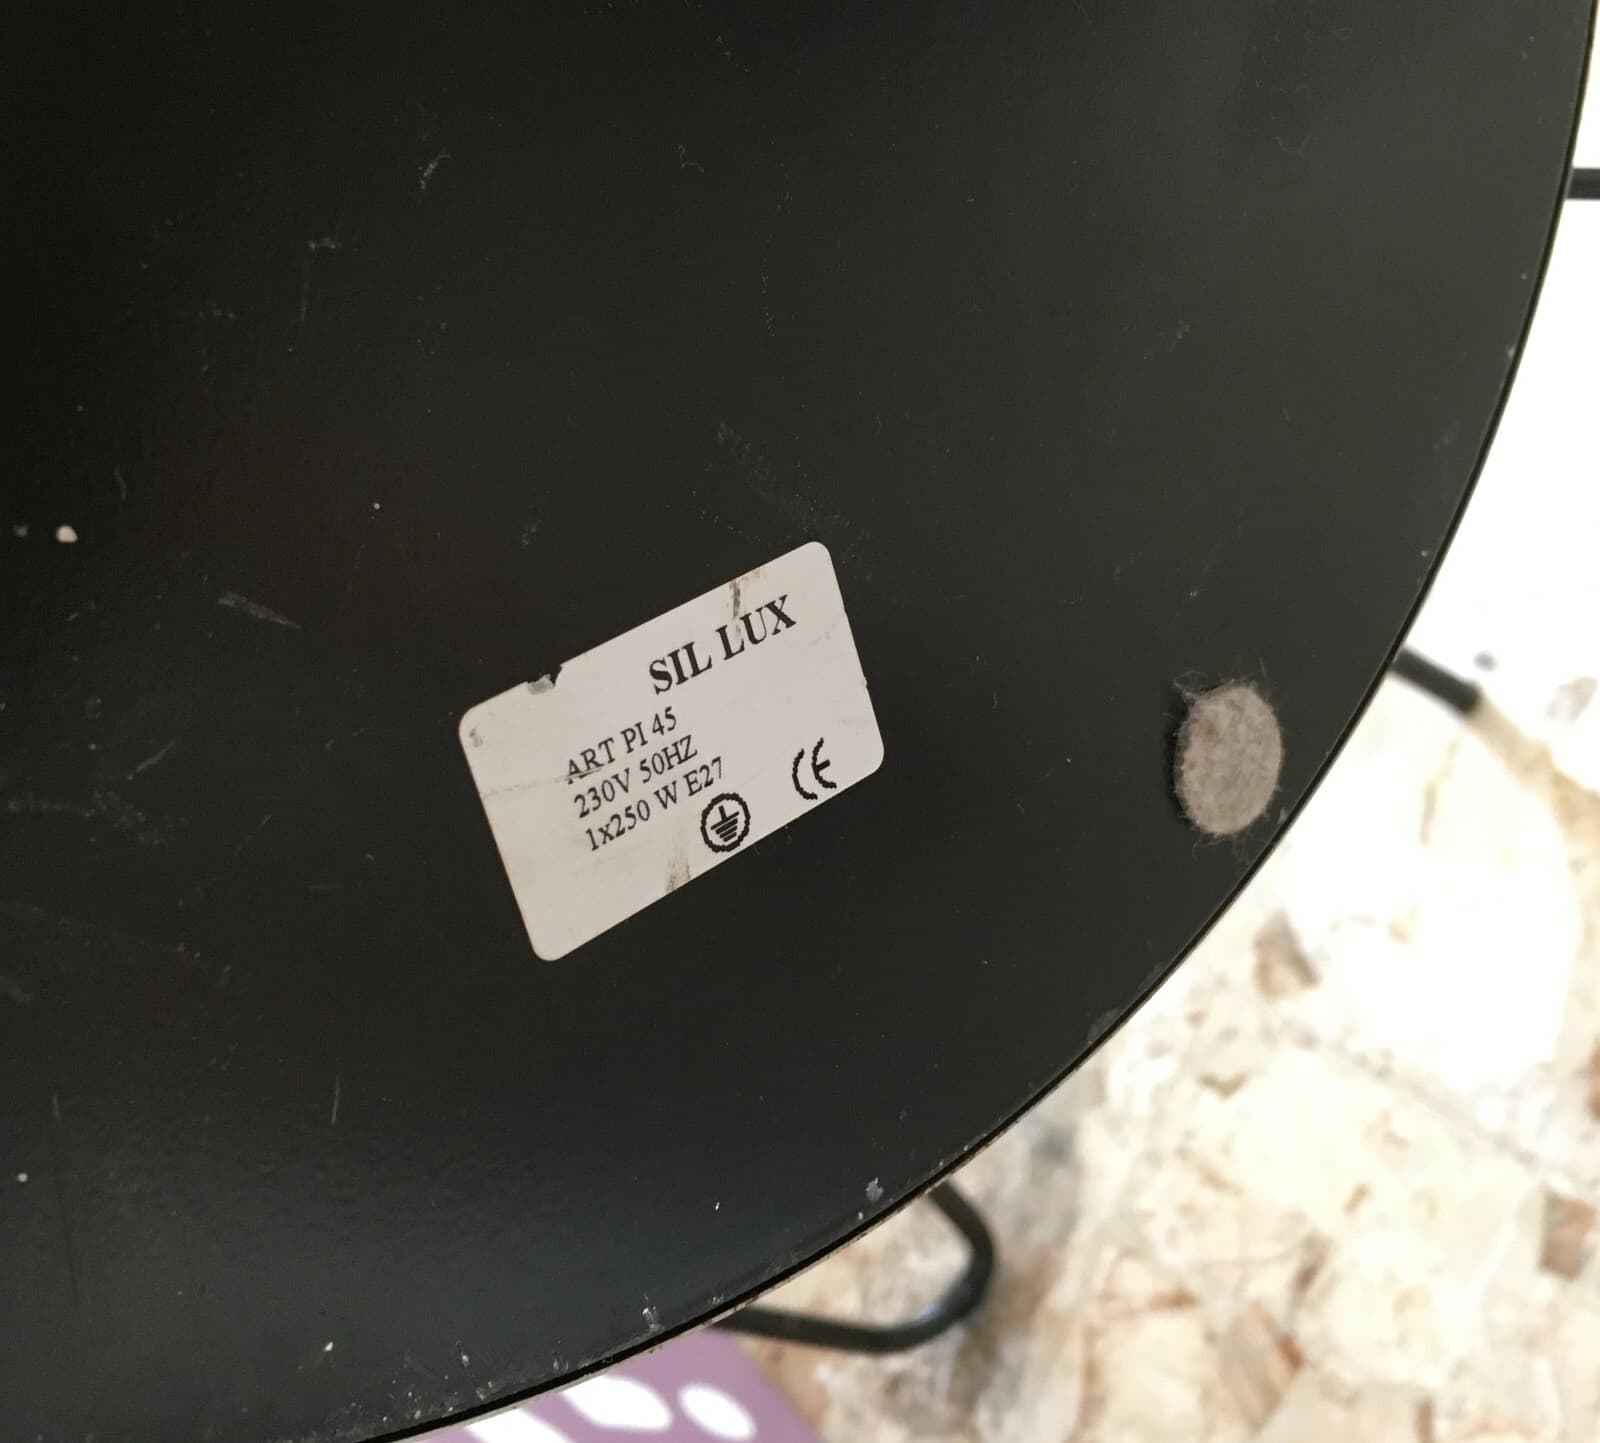 SIL LUX
ART PI 45
230V 50HZ
1x250 W E27
CE